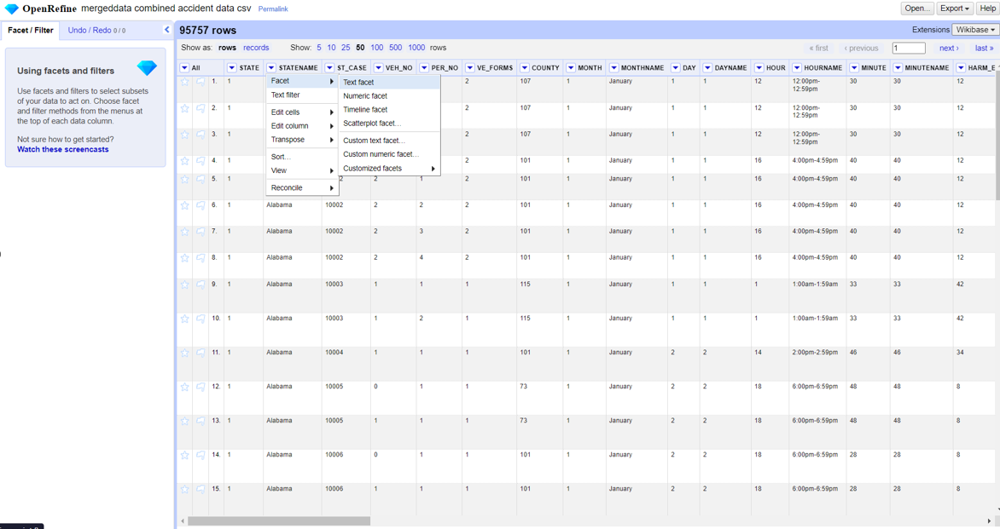 OpenRefine mergeddata combined accident data csv Permalink Open... Export Help
Facet / Filter Undo / Redo 0 / 0 95757 rows Extensions Wikibase
Show as: rows records Show: 5 10 25 50 100 500 1000 rows « first ‹ previous 1 next › last »
Using facets and filters
Use facets and filters to select subsets
of your data to act on. Choose facet
and filter methods from the menus at
the top of each data column.
Not sure how to get started?
Watch these screencasts
All STATE STATENAME ST_CASE VEH_NO PER_NO VE_FORMS COUNTY MONTH MONTHNAME DAY DAYNAME HOUR HOURNAME MINUTE MINUTENAME HARM_E
1. 1 2 107 1 January 1 1 12 12:00pm-
12:59pm 30 30 12
2. 1 2 107 1 January 1 1 12 12:00pm-
12:59pm 30 30 12
3. 1 2 107 1 January 1 1 12 12:00pm-
12:59pm 30 30 12
4. 1 2 101 1 January 1 1 16 4:00pm-4:59pm 40 40 12
5. 1 2 2 1 2 101 1 January 1 1 16 4:00pm-4:59pm 40 40 12
6. 1 Alabama 10002 2 2 2 101 1 January 1 1 16 4:00pm-4:59pm 40 40 12
7. 1 Alabama 10002 2 3 2 101 1 January 1 1 16 4:00pm-4:59pm 40 40 12
8. 1 Alabama 10002 2 4 2 101 1 January 1 1 16 4:00pm-4:59pm 40 40 12
9. 1 Alabama 10003 1 1 1 115 1 January 1 1 1 1:00am-1:59am 33 33 42
10. 1 Alabama 10003 1 2 1 115 1 January 1 1 1 1:00am-1:59am 33 33 42
11. 1 Alabama 10004 1 1 1 101 1 January 2 2 14 2:00pm-2:59pm 46 46 34
12. 1 Alabama 10005 0 1 1 73 1 January 2 2 18 6:00pm-6:59pm 48 48 8
13. 1 Alabama 10005 1 1 1 73 1 January 2 2 18 6:00pm-6:59pm 48 48 8
14. 1 Alabama 10006 0 1 1 101 1 January 2 2 18 6:00pm-6:59pm 28 28 8
15. 1 Alabama 10006 1 1 1 101 1 January 2 2 18 6:00pm-6:59pm 28 28 8
Facet
Text filter
Edit cells
Edit column
Transpose
Sort...
View
Reconcile
Text facet
Numeric facet
Timeline facet
Scatterplot facet...
Custom text facet...
Custom numeric facet...
Customized facets